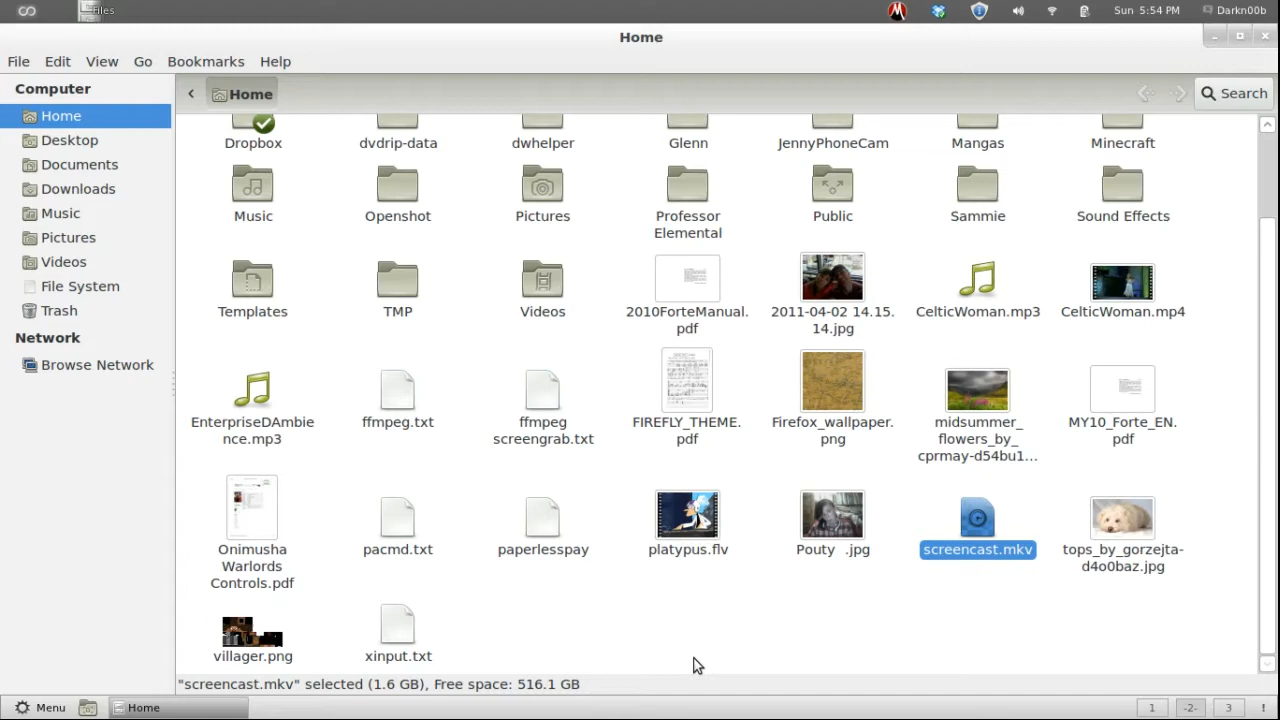 Files
Sun 5:54 PM
Darkn00b
Home
File Edit View Go Bookmarks Help
Computer
Home
Desktop
Documents
Downloads
Music
Pictures
Videos
File System
Trash
Network
Browse Network
Home
Search
Dropbox
dvdrip-data
dwhelper
Glenn
JennyPhoneCam
Mangas
Minecraft
Music
Openshot
Pictures
Professor
Elemental
Public
Sammie
Sound Effects
Templates
TMP
Videos
2010ForteManual.
pdf
2011-04-02 14.15.
14.jpg
CelticWoman.mp3
CelticWoman.mp4
EnterpriseDAmbie
nce.mp3
ffmpeg.txt
ffmpeg
screengrab.txt
FIREFLY_THEME.
pdf
Firefox_wallpaper.
png
midsummer_
flowers_by_
cprmay-d54bu1...
MY10_Forte_EN.
pdf
Onimusha
Warlords
Controls.pdf
pacmd.txt
paperlesspay
platypus.flv
Pouty .jpg
screencast.mkv
tops_by_gorzejta-
d4o0baz.jpg
villager.png
xinput.txt
"screencast.mkv" selected (1.6 GB), Free space: 516.1 GB
Menu
Home
1 -2- 3 !